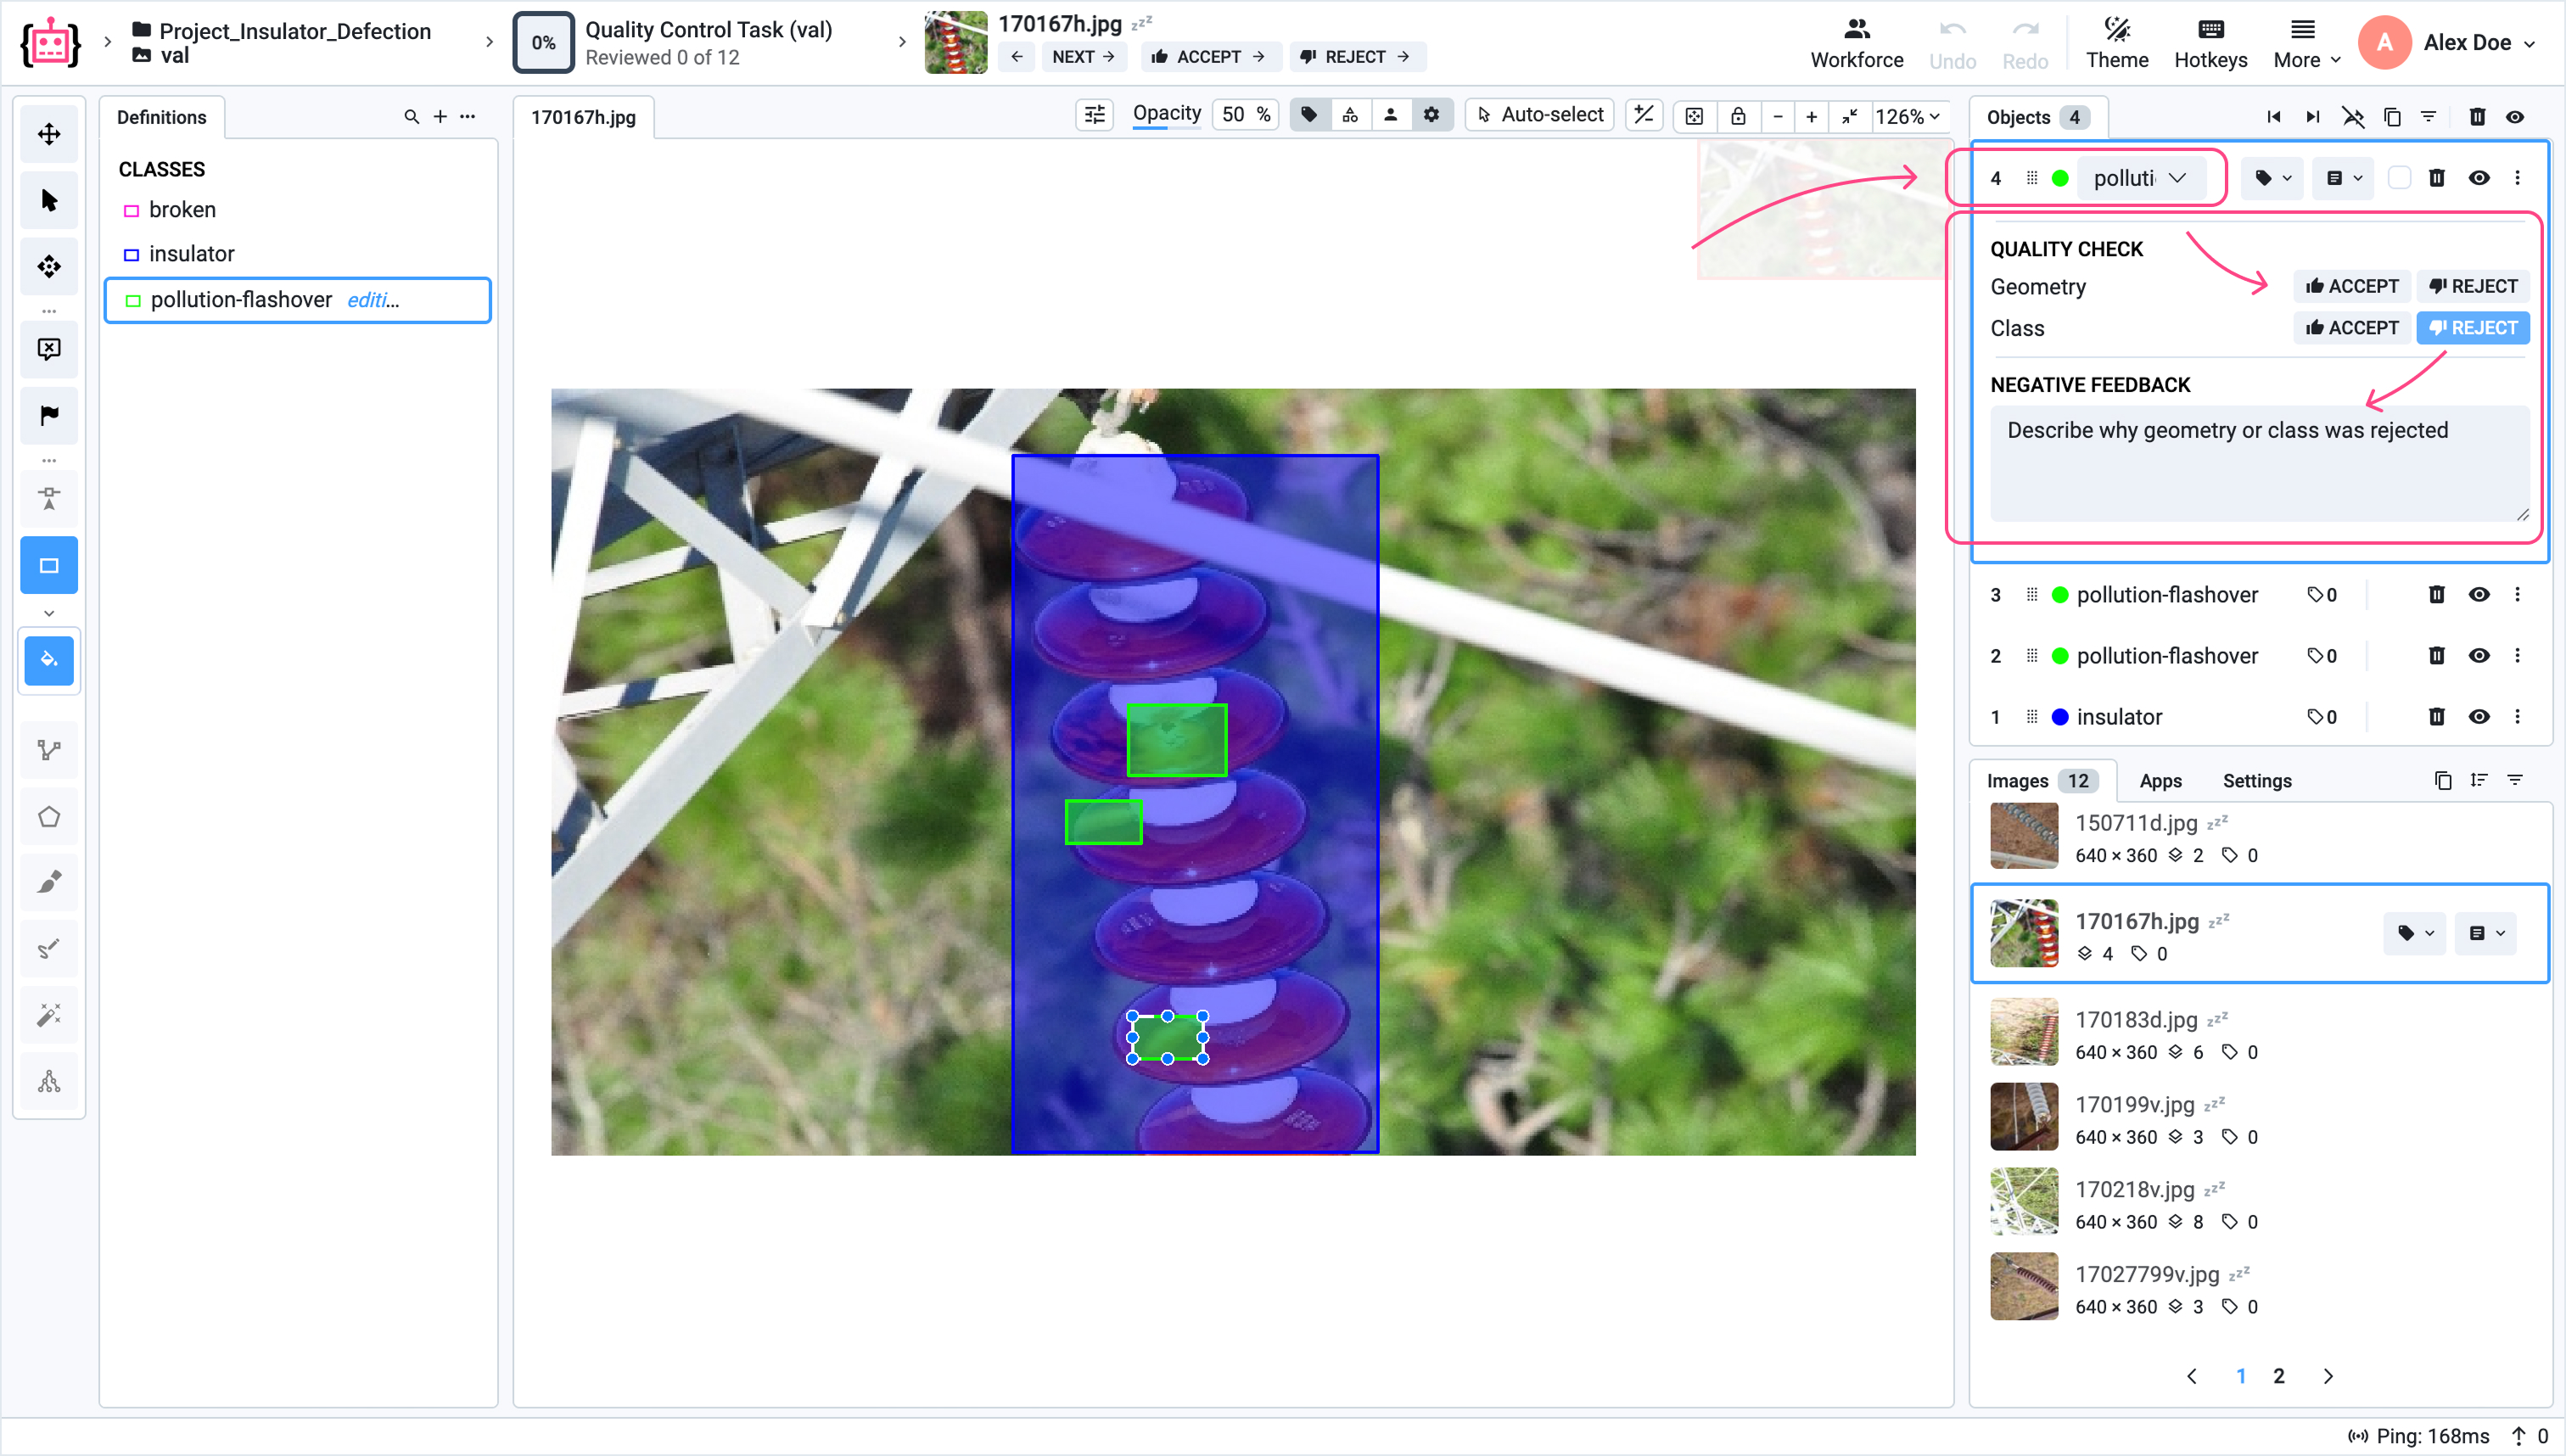 Project_Insulator_Defection
val
0%
Quality Control Task (val)
Reviewed 0 of 12
170167h.jpg zzz
NEXT
ACCEPT
REJECT
Workforce
Undo
Redo
Theme
Hotkeys
More
A
Alex Doe
Definitions
CLASSES
broken
insulator
pollution-flashover editi...
170167h.jpg
Opacity
50 %
Auto-select
126%
Objects 4
4 polluti
QUALITY CHECK
Geometry ACCEPT REJECT
Class ACCEPT REJECT
NEGATIVE FEEDBACK
Describe why geometry or class was rejected
3 pollution-flashover 0
2 pollution-flashover 0
1 insulator 0
Images 12 Apps Settings
150711d.jpg zzz
640 × 360 2 0
170167h.jpg zzz
4 0
170183d.jpg zzz
640 × 360 6 0
170199v.jpg zzz
640 × 360 3 0
170218v.jpg zzz
640 × 360 8 0
17027799v.jpg zzz
640 × 360 3 0
1 2
Ping: 168ms 0